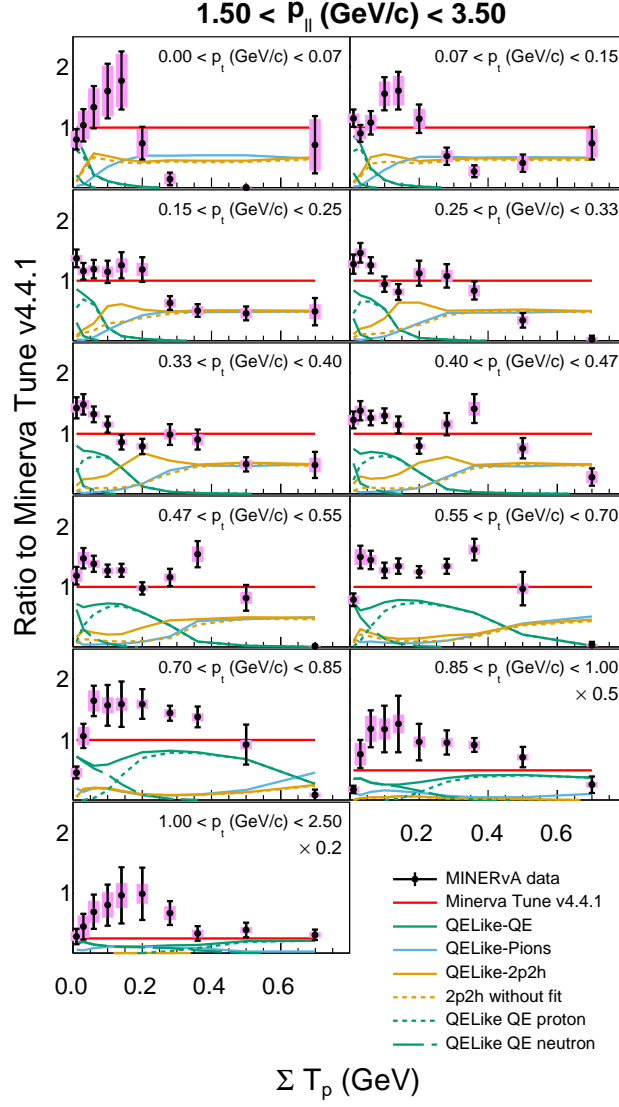 1.50 < p|| (GeV/c) < 3.50
0.00 < pt (GeV/c) < 0.07
0.07 < pt (GeV/c) < 0.15
2
1
0.15 < pt (GeV/c) < 0.25
0.25 < pt (GeV/c) < 0.33
2
1
0.33 < pt (GeV/c) < 0.40
0.40 < pt (GeV/c) < 0.47
2
1
0.47 < pt (GeV/c) < 0.55
0.55 < pt (GeV/c) < 0.70
2
1
0.70 < pt (GeV/c) < 0.85
0.85 < pt (GeV/c) < 1.00
× 0.5
2
1
1.00 < pt (GeV/c) < 2.50
× 0.2
2
1
0.2 0.4 0.6
0.0 0.2 0.4 0.6
Ratio to Minerva Tune v4.4.1
MINERvA data
Minerva Tune v4.4.1
QELike-QE
QELike-Pions
QELike-2p2h
2p2h without fit
QELike QE proton
QELike QE neutron
Σ Tp (GeV)